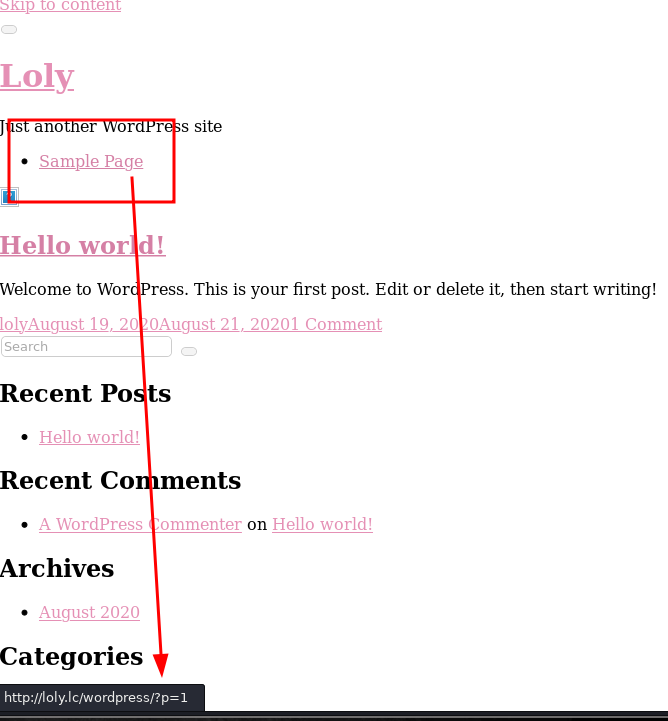 Skip to content
Loly
Just another WordPress site
Sample Page
Hello world!
Welcome to WordPress. This is your first post. Edit or delete it, then start writing!
lolyAugust 19, 2020August 21, 20201 Comment
Search
Recent Posts
Hello world!
Recent Comments
A WordPress Commenter on Hello world!
Archives
August 2020
Categories
http://loly.lc/wordpress/?p=1